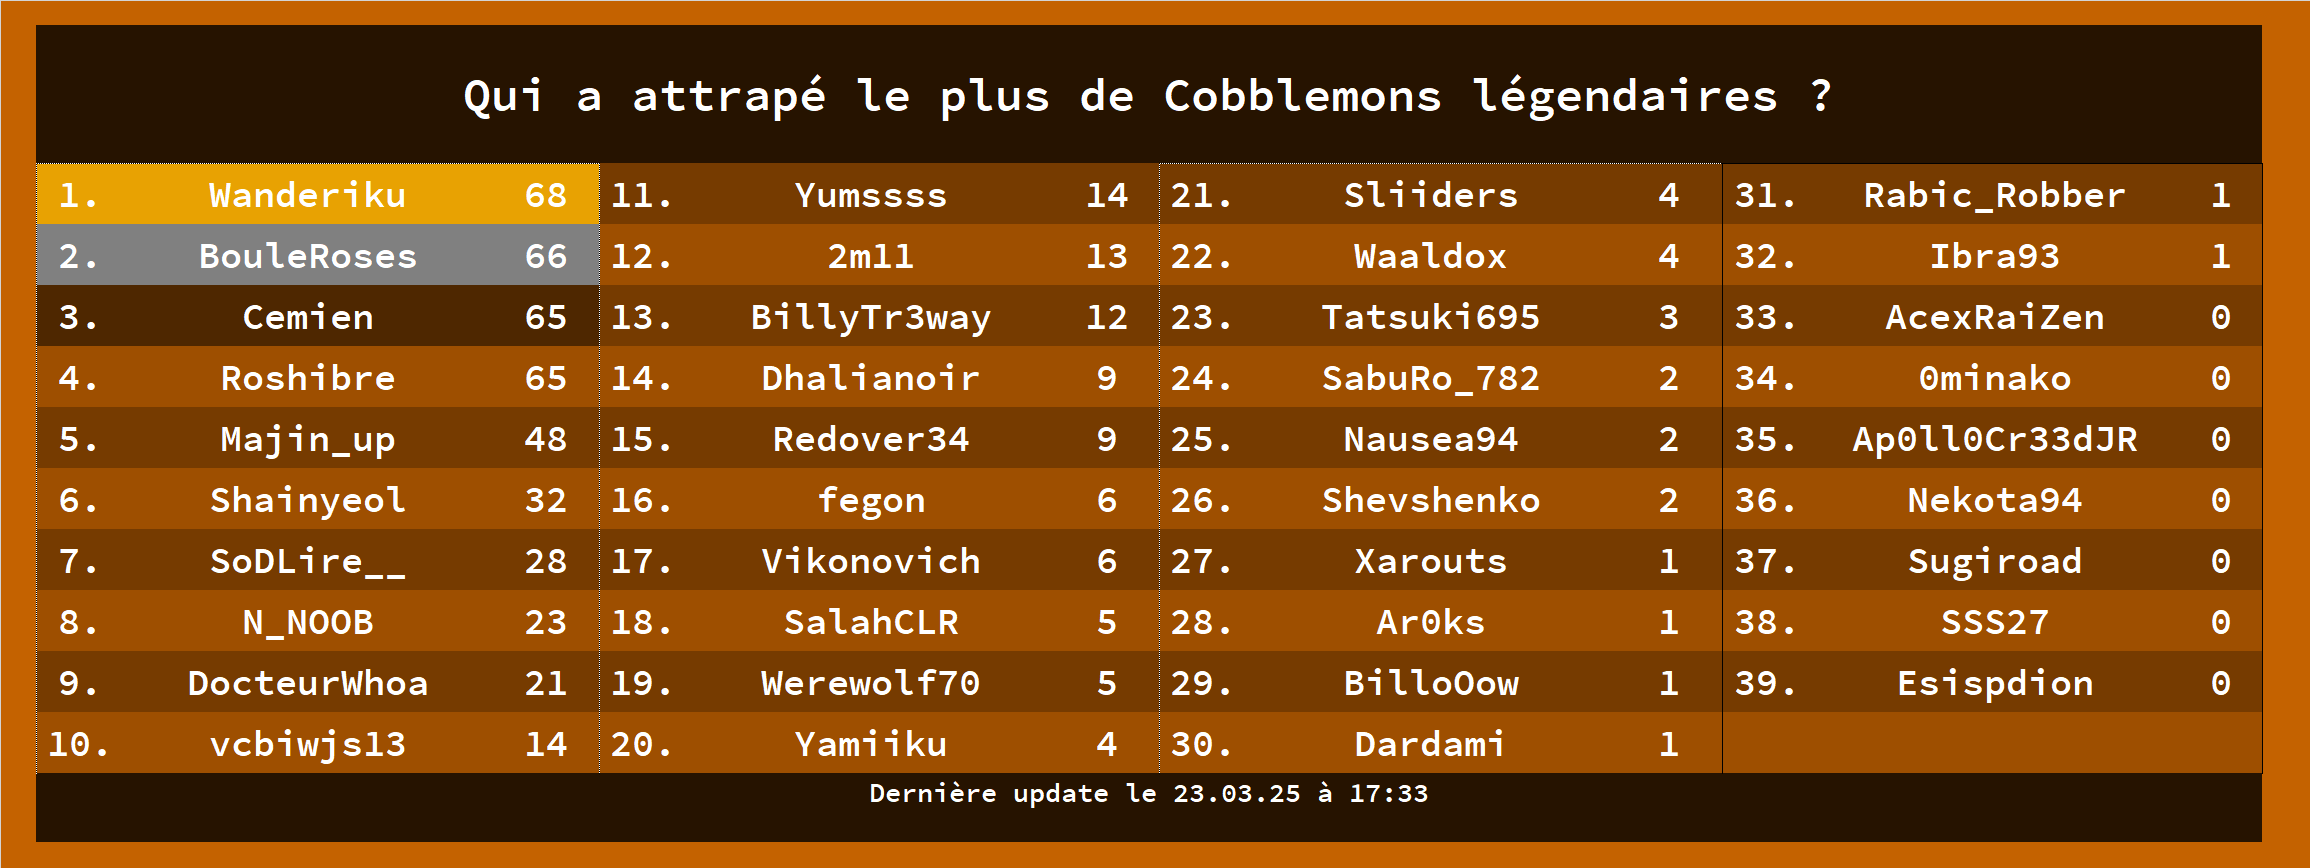 Qui a attrapé le plus de Cobblemons légendaires ?
1. Wanderiku 68
2. BouleRoses 66
3. Cemien 65
4. Roshibre 65
5. Majin_up 48
6. Shainyeol 32
7. SoDLire__ 28
8. N_NOOB 23
9. DocteurWhoa 21
10. vcbiwjs13 14
11. Yumssss 14
12. 2m11 13
13. BillyTr3way 12
14. Dhalianoir 9
15. Redover34 9
16. fegon 6
17. Vikonovich 6
18. SalahCLR 5
19. Werewolf70 5
20. Yamiiku 4
21. Sliiders 4
22. Waaldox 4
23. Tatsuki695 3
24. SabuRo_782 2
25. Nausea94 2
26. Shevshenko 2
27. Xarouts 1
28. Ar0ks 1
29. BilloOow 1
30. Dardami 1
31. Rabic_Robber 1
32. Ibra93 1
33. AcexRaiZen 0
34. 0minako 0
35. Ap0ll0Cr33dJR 0
36. Nekota94 0
37. Sugiroad 0
38. SSS27 0
39. Esispdion 0
Dernière update le 23.03.25 à 17:33